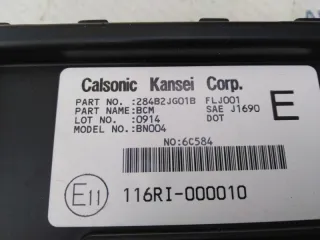 Calsonic Kansei Corp.
PART NO. :284B2JG01B FLJ001
PART NAME:BCM SAE J1690
LOT NO. :0914 DOT
MODEL NO.:BN004
E
NO:6C584
E11 116RI-000010